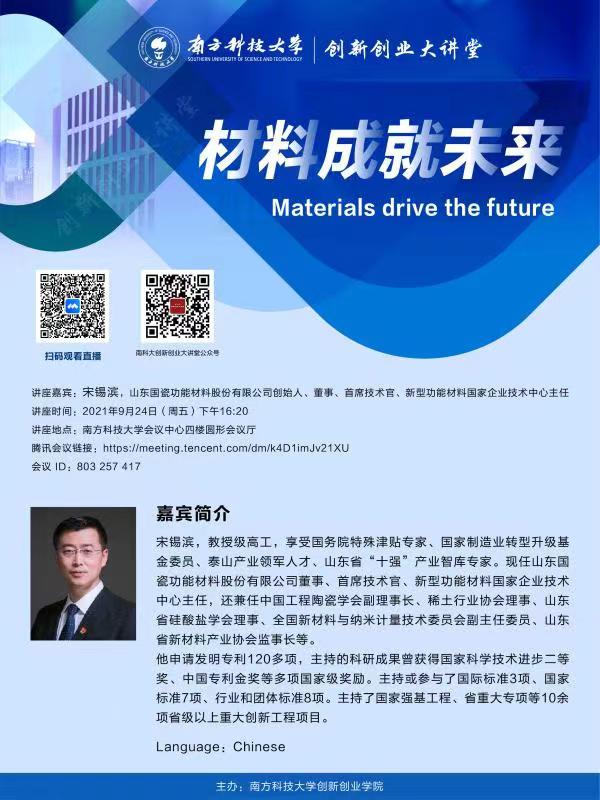 南方科技大学
SOUTHERN UNIVERSITY OF SCIENCE AND TECHNOLOGY
创新创业大讲堂
材料成就未来
Materials drive the future
创新创业大讲堂
扫码观看直播
南科大创新创业大讲堂公众号
讲座嘉宾：宋锡滨，山东国瓷功能材料股份有限公司创始人、董事、首席技术官、新型功能材料国家企业技术中心主任
讲座时间：2021年9月24日（周五）下午16:20
讲座地点：南方科技大学会议中心四楼圆形会议厅
腾讯会议链接：https://meeting.tencent.com/dm/k4D1imJv21XU
会议 ID：803 257 417
嘉宾简介
宋锡滨，教授级高工，享受国务院特殊津贴专家、国家制造业转型升级基
金委员、泰山产业领军人才、山东省“十强”产业智库专家。现任山东国
瓷功能材料股份有限公司董事、首席技术官、新型功能材料国家企业技术
中心主任，还兼任中国工程陶瓷学会副理事长、稀土行业协会理事、山东
省硅酸盐学会理事、全国新材料与纳米计量技术委员会副主任委员、山东
省新材料产业协会监事长等。
他申请发明专利120多项，主持的科研成果曾获得国家科学技术进步二等
奖、中国专利金奖等多项国家级奖励。主持或参与了国际标准3项、国家
标准7项、行业和团体标准8项。主持了国家强基工程、省重大专项等10余
项省级以上重大创新工程项目。
Language：Chinese
主办：南方科技大学创新创业学院